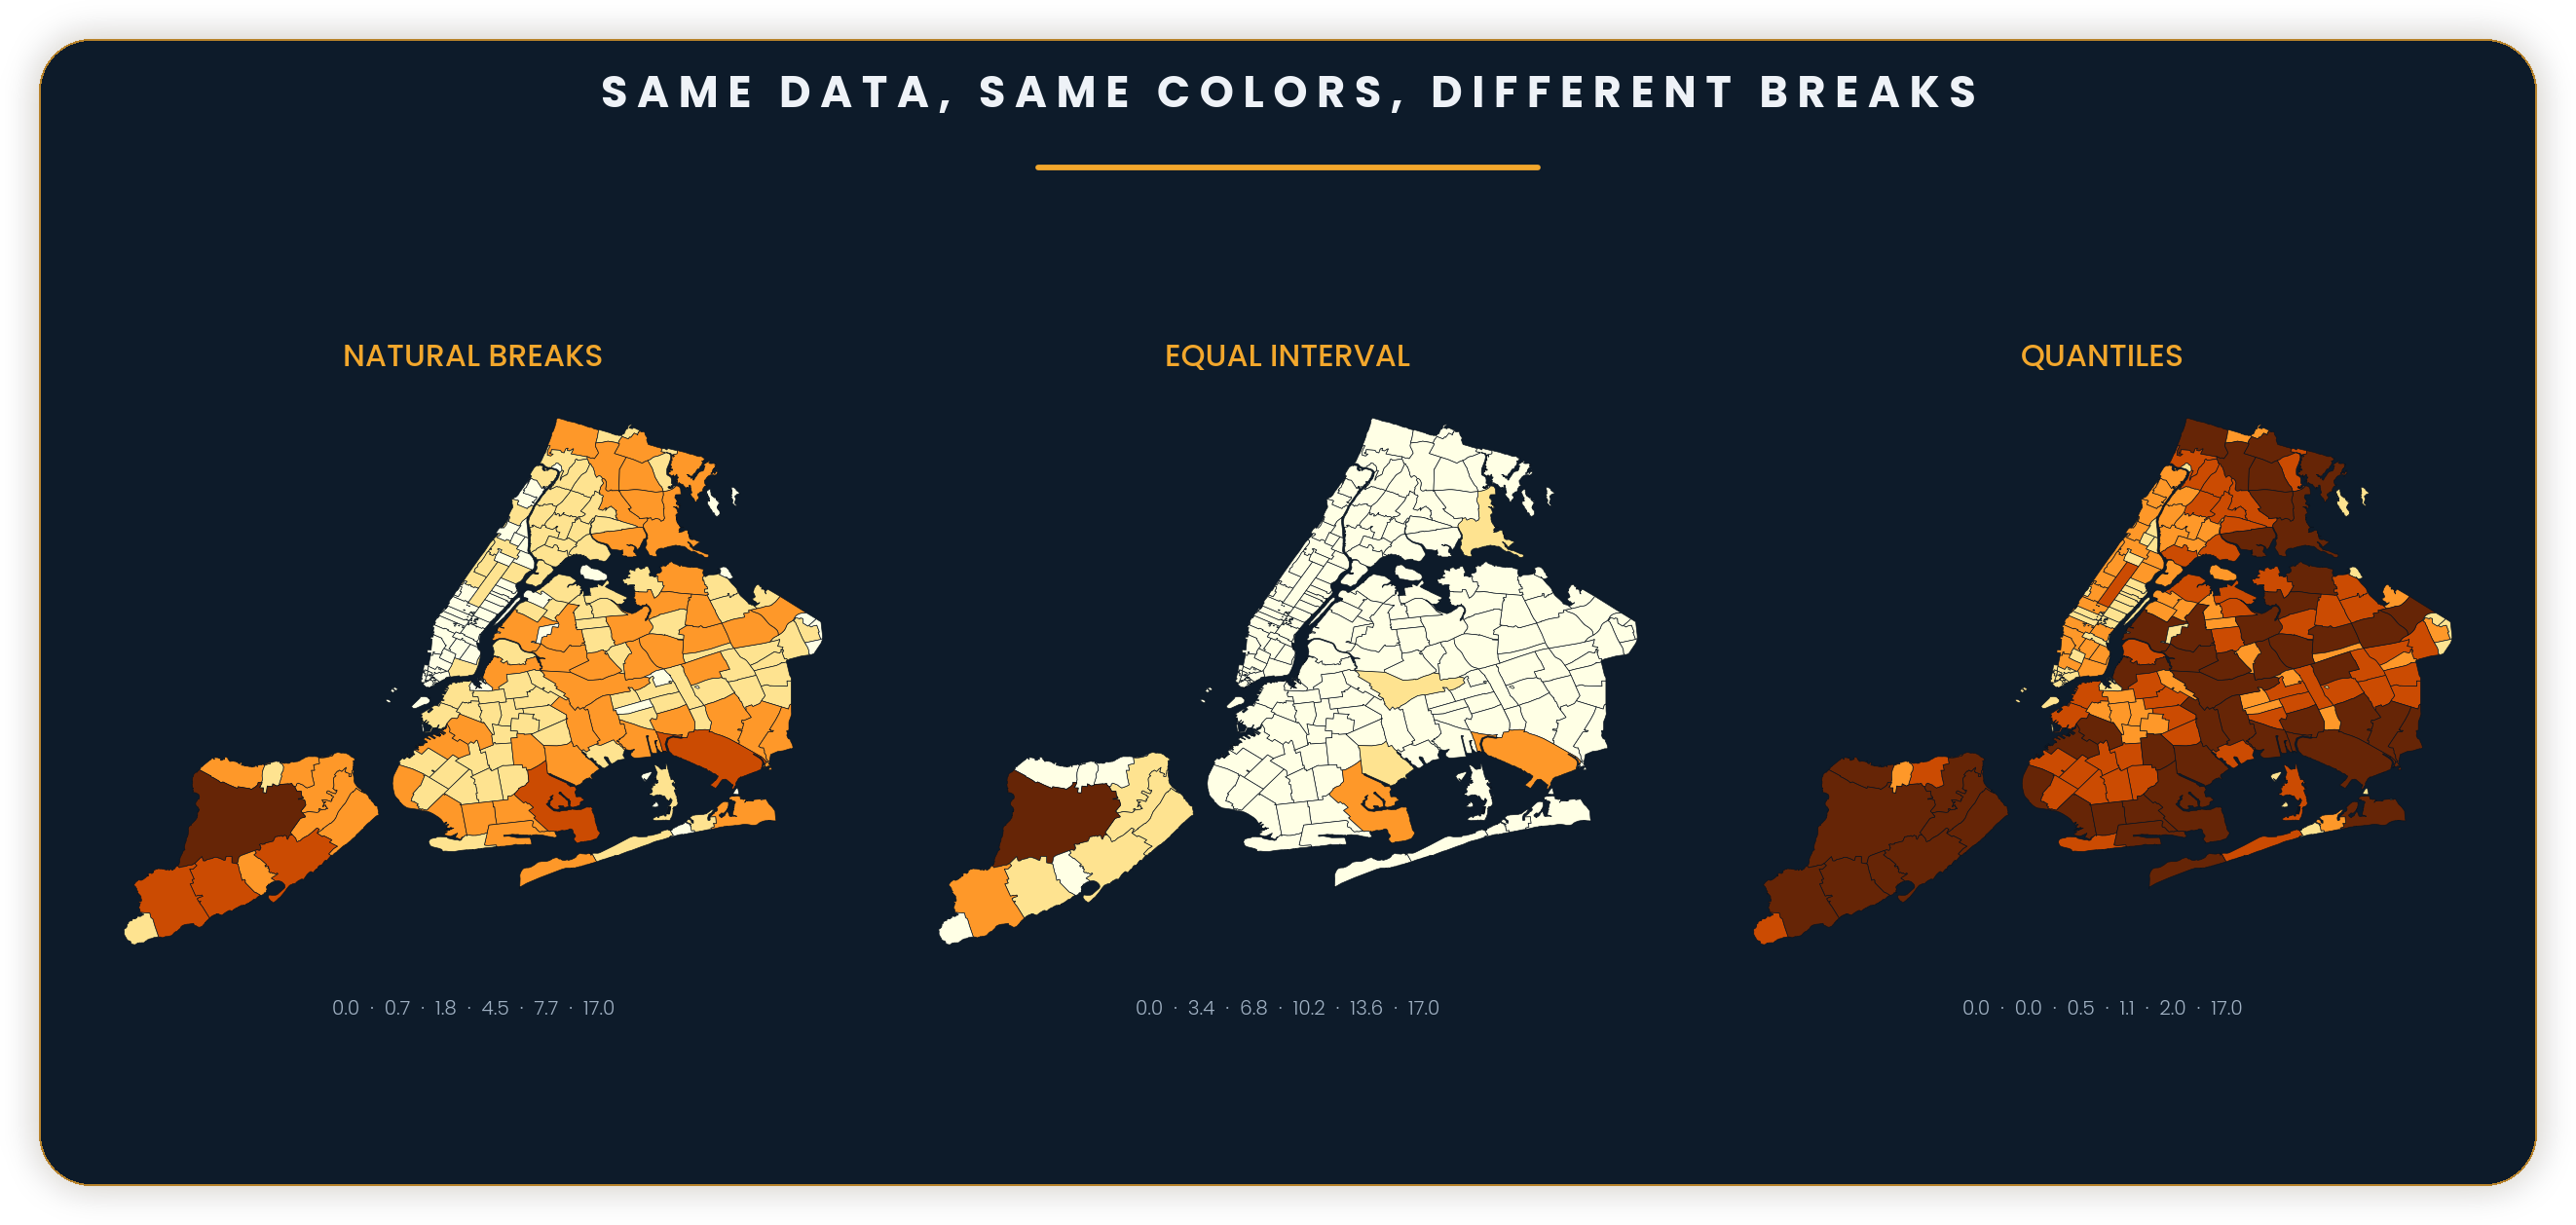 SAME DATA, SAME COLORS, DIFFERENT BREAKS
NATURAL BREAKS
EQUAL INTERVAL
QUANTILES
0.0 · 0.7 · 1.8 · 4.5 · 7.7 · 17.0
0.0 · 3.4 · 6.8 · 10.2 · 13.6 · 17.0
0.0 · 0.0 · 0.5 · 1.1 · 2.0 · 17.0